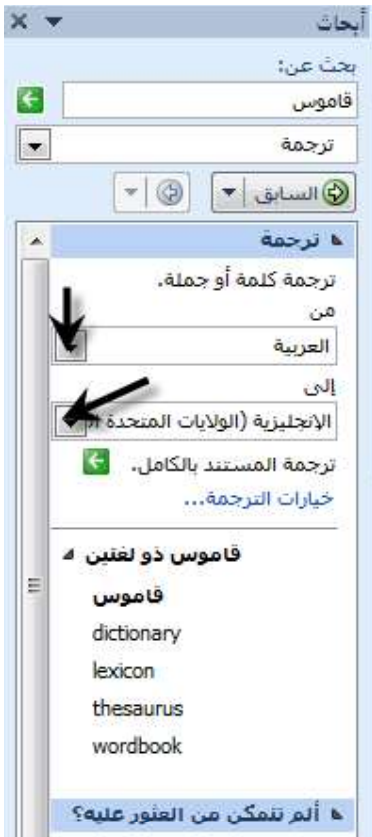 أبحاث
بحث عن:
قاموس
ترجمة
السابق
ترجمة
ترجمة كلمة أو جملة.
من
العربية
إلى
الإنجليزية (الولايات المتحدة
ترجمة المستند بالكامل.
خيارات الترجمة...
قاموس ذو لغتين
قاموس
dictionary
lexicon
thesaurus
wordbook
ألم تتمكن من العثور عليه؟